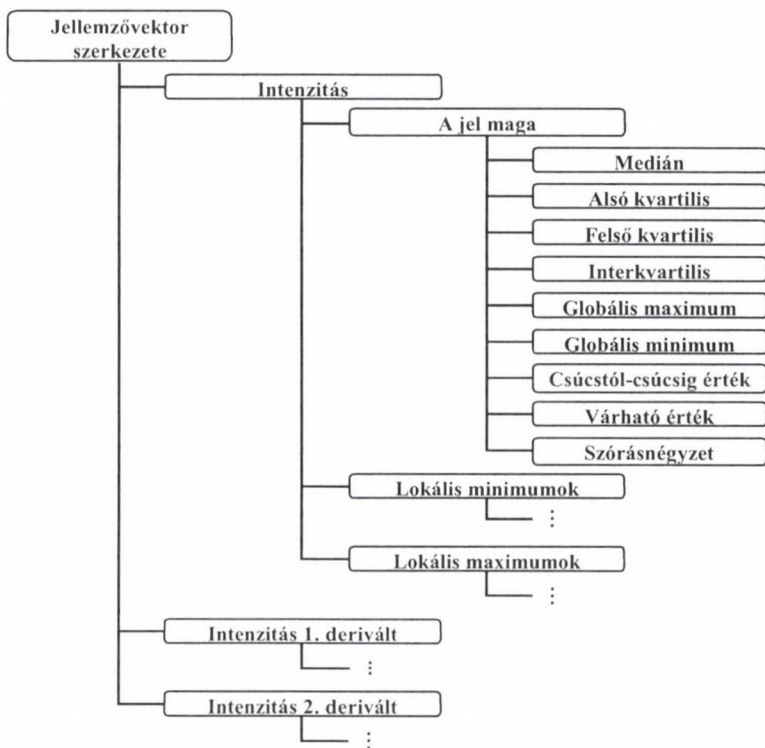 Jellemzővektor
szerkezete
Intenzitás
A jel maga
Medián
Alsó kvartilis
Felső kvartilis
Interkvartilis
Globális maximum
Globális minimum
Csúcstól-csúcsig érték
Várható érték
Szórásnégyzet
Lokális minimumok
⋮
Lokális maximumok
⋮
Intenzitás 1. derivált
⋮
Intenzitás 2. derivált
⋮